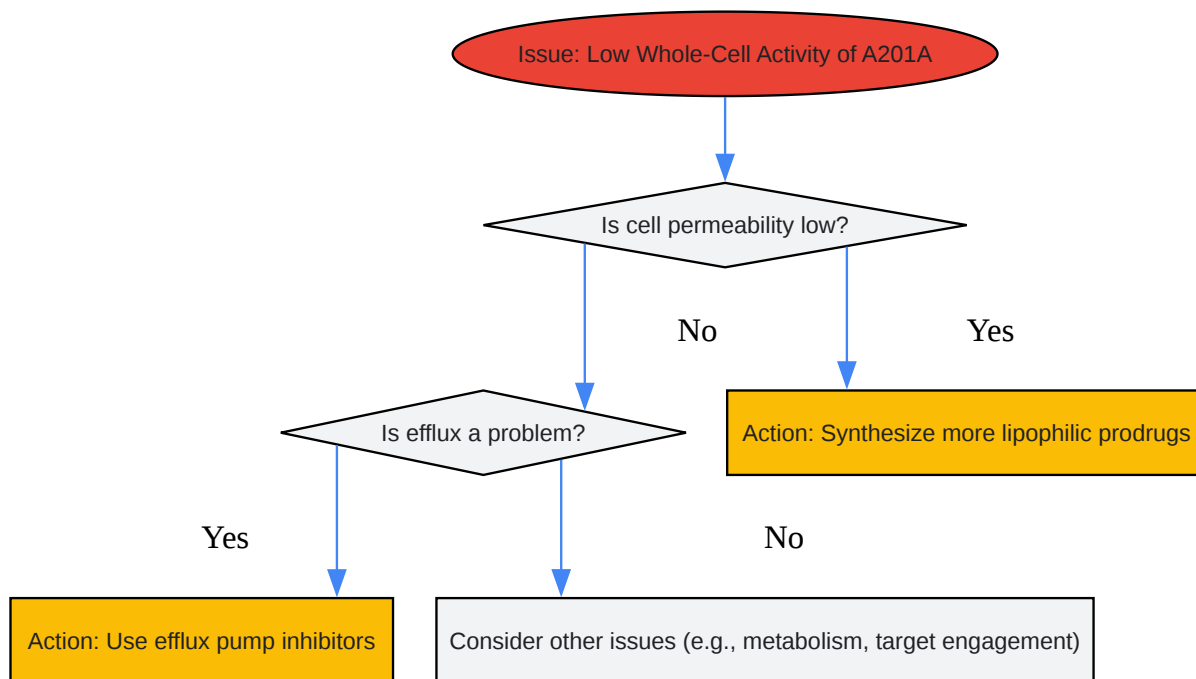 Issue: Low Whole-Cell Activity of A201A
Is cell permeability low?
No
Yes
Is efflux a problem?
Action: Synthesize more lipophilic prodrugs
Yes
No
Action: Use efflux pump inhibitors
Consider other issues (e.g., metabolism, target engagement)